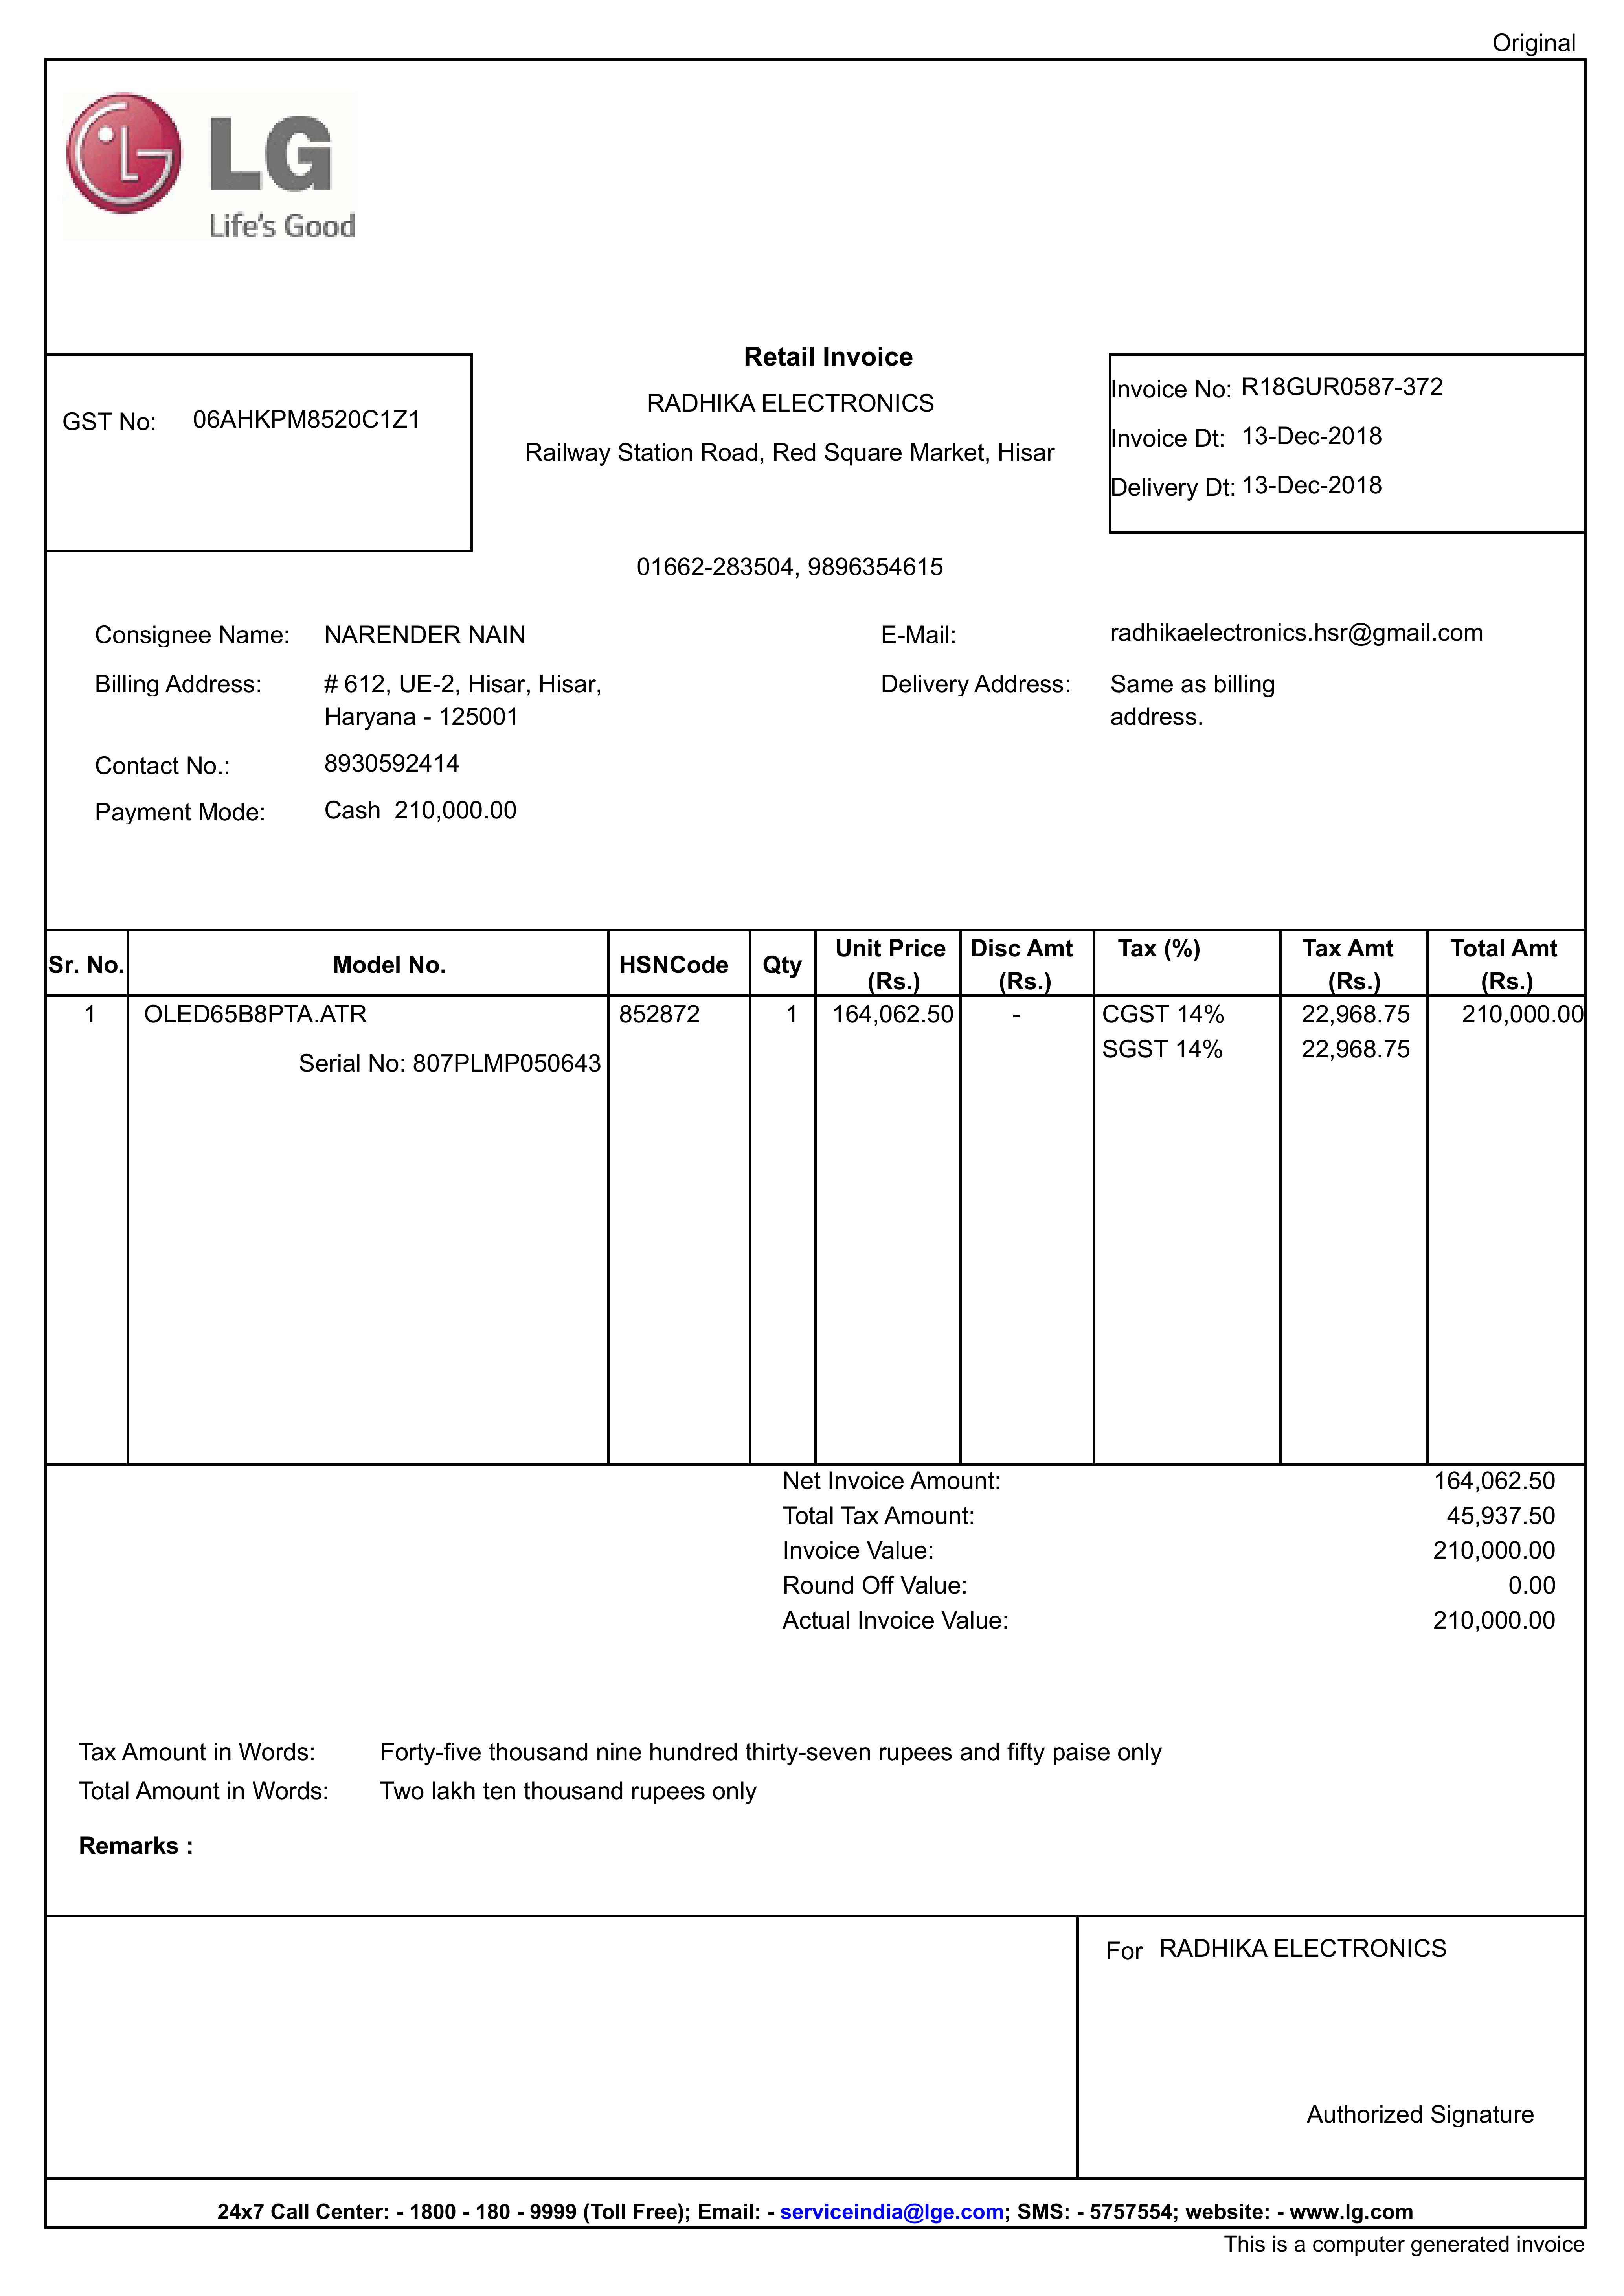 Original
LG
Life's Good
Retail Invoice
GST No: 06AHKPM8520C1Z1
RADHIKA ELECTRONICS
Railway Station Road, Red Square Market, Hisar
Invoice No: R18GUR0587-372
Invoice Dt: 13-Dec-2018
Delivery Dt: 13-Dec-2018
01662-283504, 9896354615
Consignee Name: NARENDER NAIN
E-Mail: radhikaelectronics.hsr@gmail.com
Billing Address: # 612, UE-2, Hisar, Hisar,
Haryana - 125001
Delivery Address: Same as billing
address.
Contact No.: 8930592414
Payment Mode: Cash 210,000.00
Sr. No. Model No. HSNCode Qty Unit Price (Rs.) Disc Amt (Rs.) Tax (%) Tax Amt (Rs.) Total Amt (Rs.)
1 OLED65B8PTA.ATR 852872 1 164,062.50 - CGST 14% 22,968.75 210,000.00
Serial No: 807PLMP050643 SGST 14% 22,968.75
Net Invoice Amount: 164,062.50
Total Tax Amount: 45,937.50
Invoice Value: 210,000.00
Round Off Value: 0.00
Actual Invoice Value: 210,000.00
Tax Amount in Words: Forty-five thousand nine hundred thirty-seven rupees and fifty paise only
Total Amount in Words: Two lakh ten thousand rupees only
Remarks :
For RADHIKA ELECTRONICS
Authorized Signature
24x7 Call Center: - 1800 - 180 - 9999 (Toll Free); Email: - serviceindia@lge.com; SMS: - 5757554; website: - www.lg.com
This is a computer generated invoice